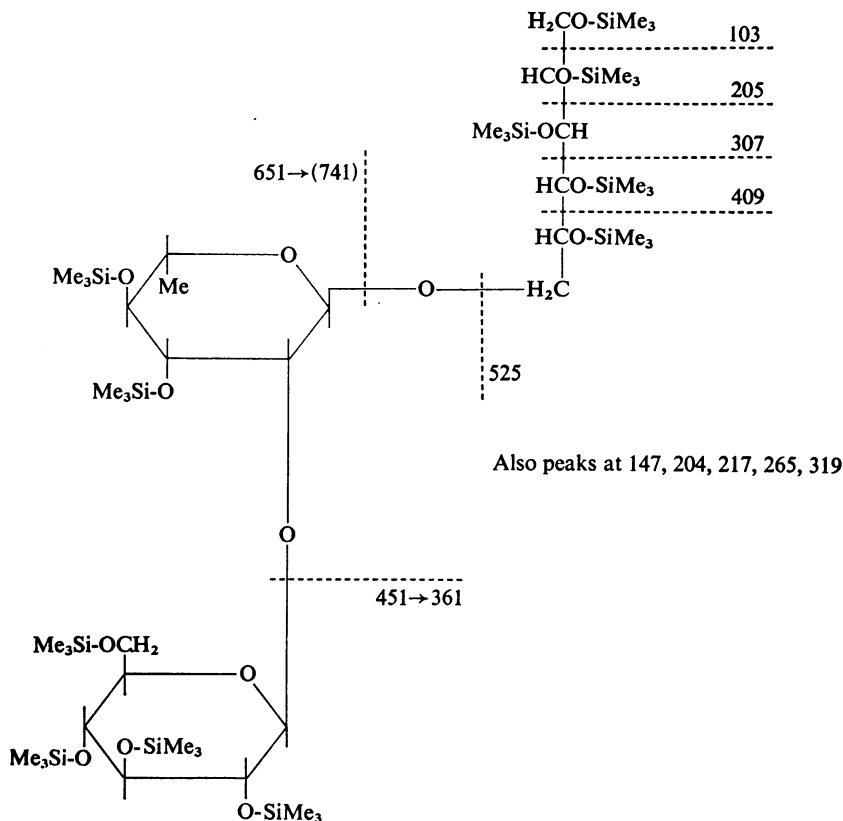 H₂CO-SiMe₃
103
HCO-SiMe₃
205
Me₃Si-OCH
307
651→(741)
HCO-SiMe₃
409
HCO-SiMe₃
O
Me₃Si-O
Me
O
H₂C
Me₃Si-O
525
Also peaks at 147, 204, 217, 265, 319
O
451→361
Me₃Si-OCH₂
O
O-SiMe₃
Me₃Si-O
O-SiMe₃